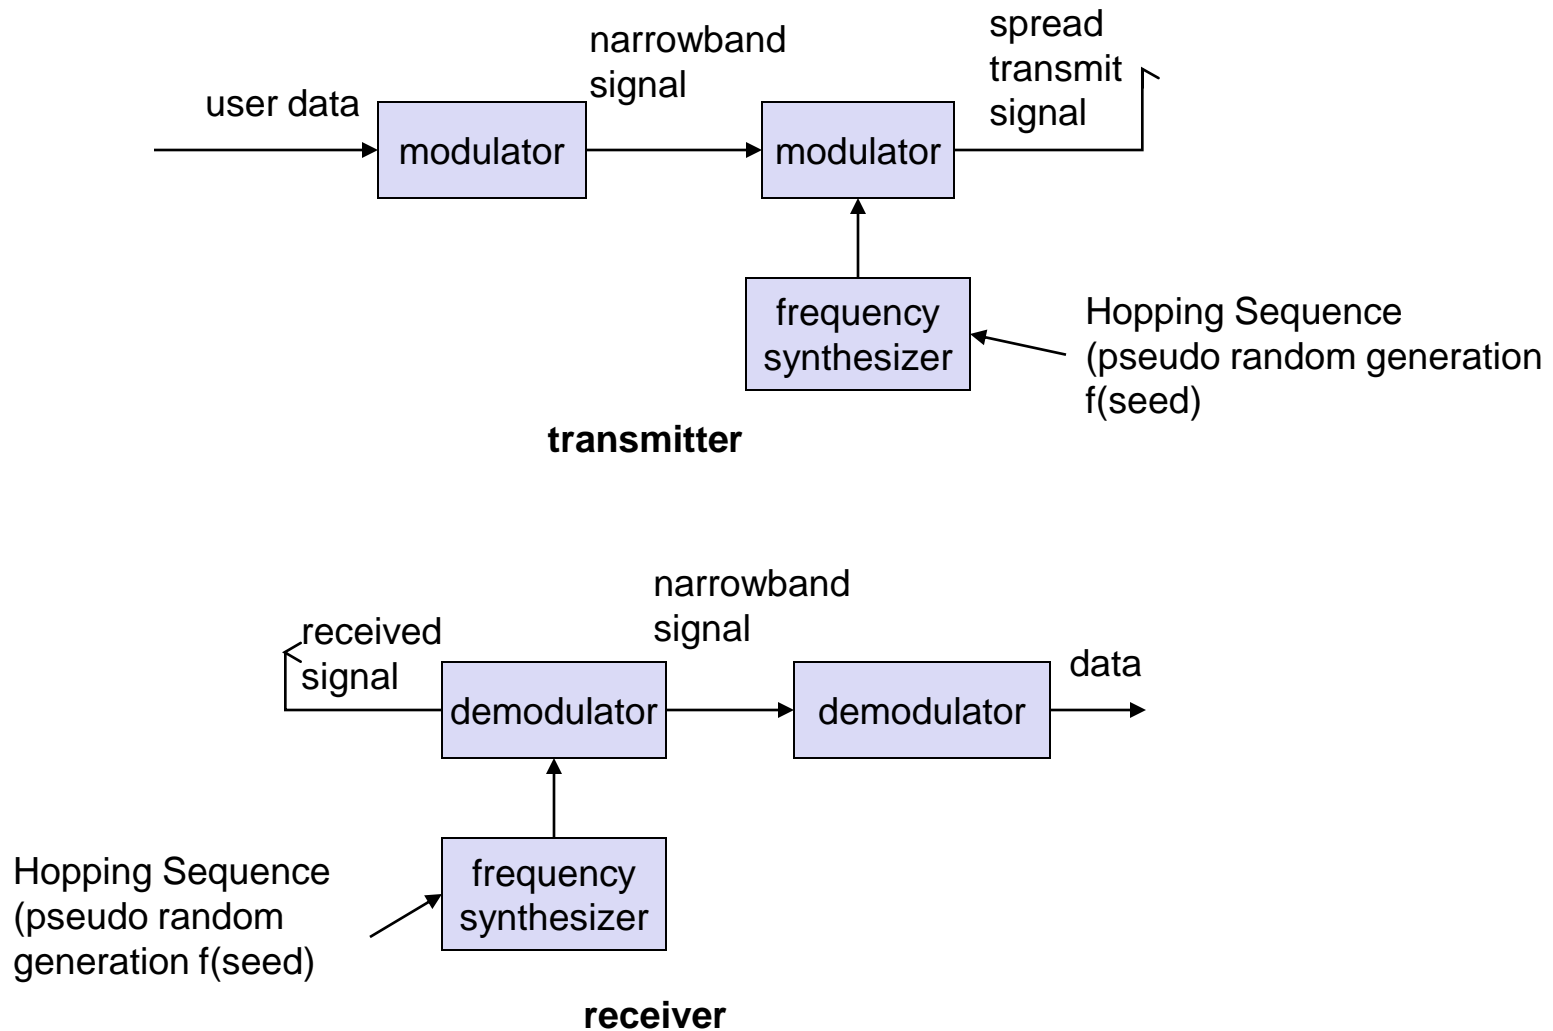 narrowband
signal
spread
transmit
signal
user data
modulator
modulator
frequency
synthesizer
Hopping Sequence
(pseudo random generation
f(seed)
transmitter
narrowband
signal
received
signal
data
demodulator
demodulator
Hopping Sequence
(pseudo random
generation f(seed)
frequency
synthesizer
receiver